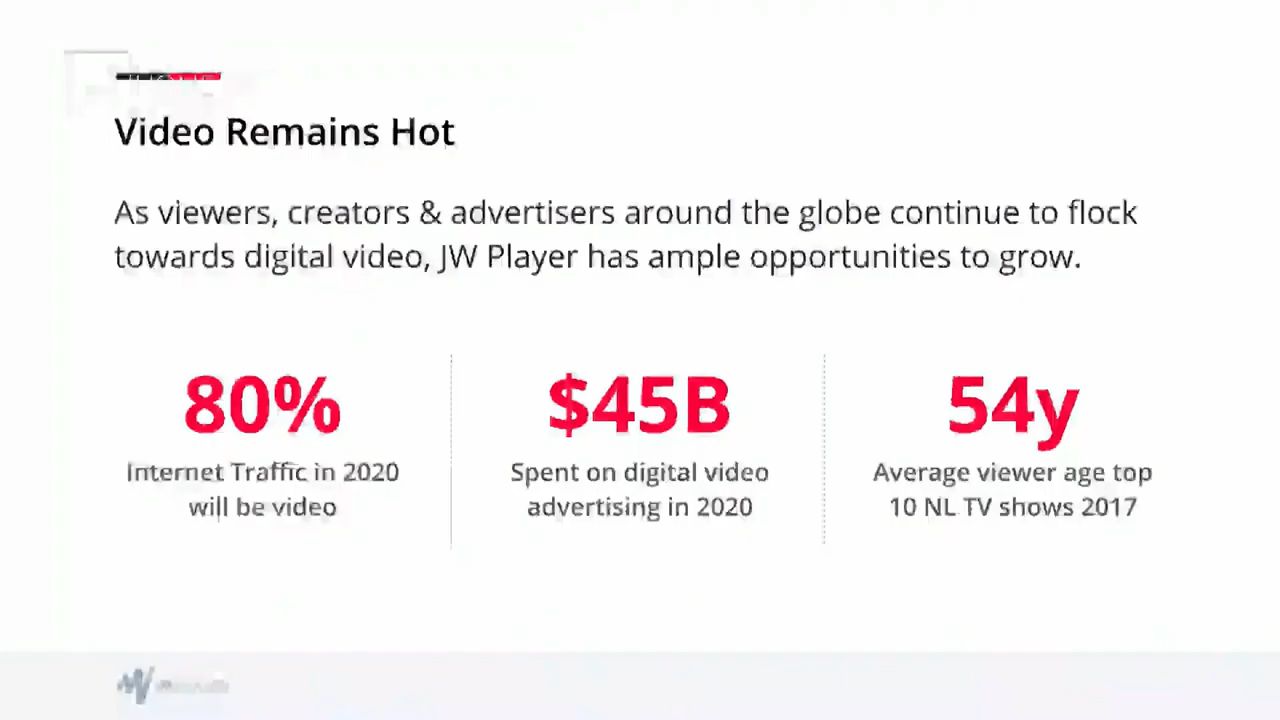 Video Remains Hot
As viewers, creators & advertisers around the globe continue to flock
towards digital video, JW Player has ample opportunities to grow.
80%
Internet Traffic in 2020
will be video
$45B
Spent on digital video
advertising in 2020
54y
Average viewer age top
10 NL TV shows 2017